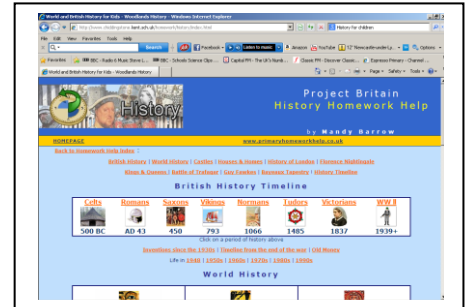 World and British History for Kids - Woodlands History - Windows Internet Explorer
History for children
File Edit View Favorites Tools Help
Search
Facebook
Listen to music
Amazon
YouTube
Options
Favorites
World and British History for Kids - Woodlands History
Page
Safety
Tools
History
Project Britain
History Homework Help
by Mandy Barrow
HOMEPAGE www.primaryhomeworkhelp.co.uk
Back to Homework Help Index |
British History | World History | Castles | Houses & Homes | History of London | Florence Nightingale
Kings & Queens | Battle of Trafalgar | Guy Fawkes | Bayeaux Tapestry | History Timeline
British History Timeline
Celts Romans Saxons Vikings Normans Tudors Victorians WW II
500 BC AD 43 450 793 1066 1485 1837 1939+
Click on a period of history above
Inventions since the 1930s | Timeline from the end of the war | Old Money
Life in 1948 | 1950s | 1960s | 1970s | 1980s | 1990s
World History